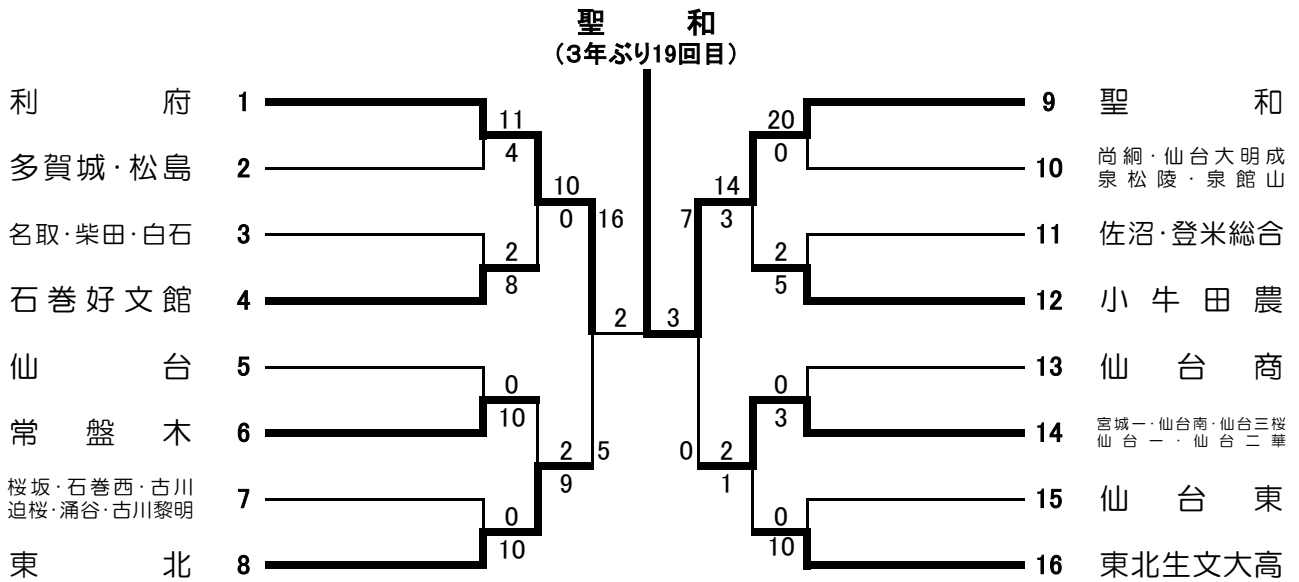 聖和
(3年ぶり19回目)
利府 1
11
4
多賀城・松島 2
10
0
16
名取・柴田・白石 3
2
8
石巻好文館 4
2
仙台 5
0
10
常盤木 6
2
9
5
桜坂・石巻西・古川
迫桜・涌谷・古川黎明
7
0
10
東北 8
9 聖和
20
0
10
尚絅・仙台大明成
泉松陵・泉館山
14
3
7
11 佐沼・登米総合
2
5
12 小牛田農
3
13 仙台商
0
3
14
宮城一・仙台南・仙台三桜
仙台一・仙台二華
0
2
1
15 仙台東
0
10
16 東北生文大高